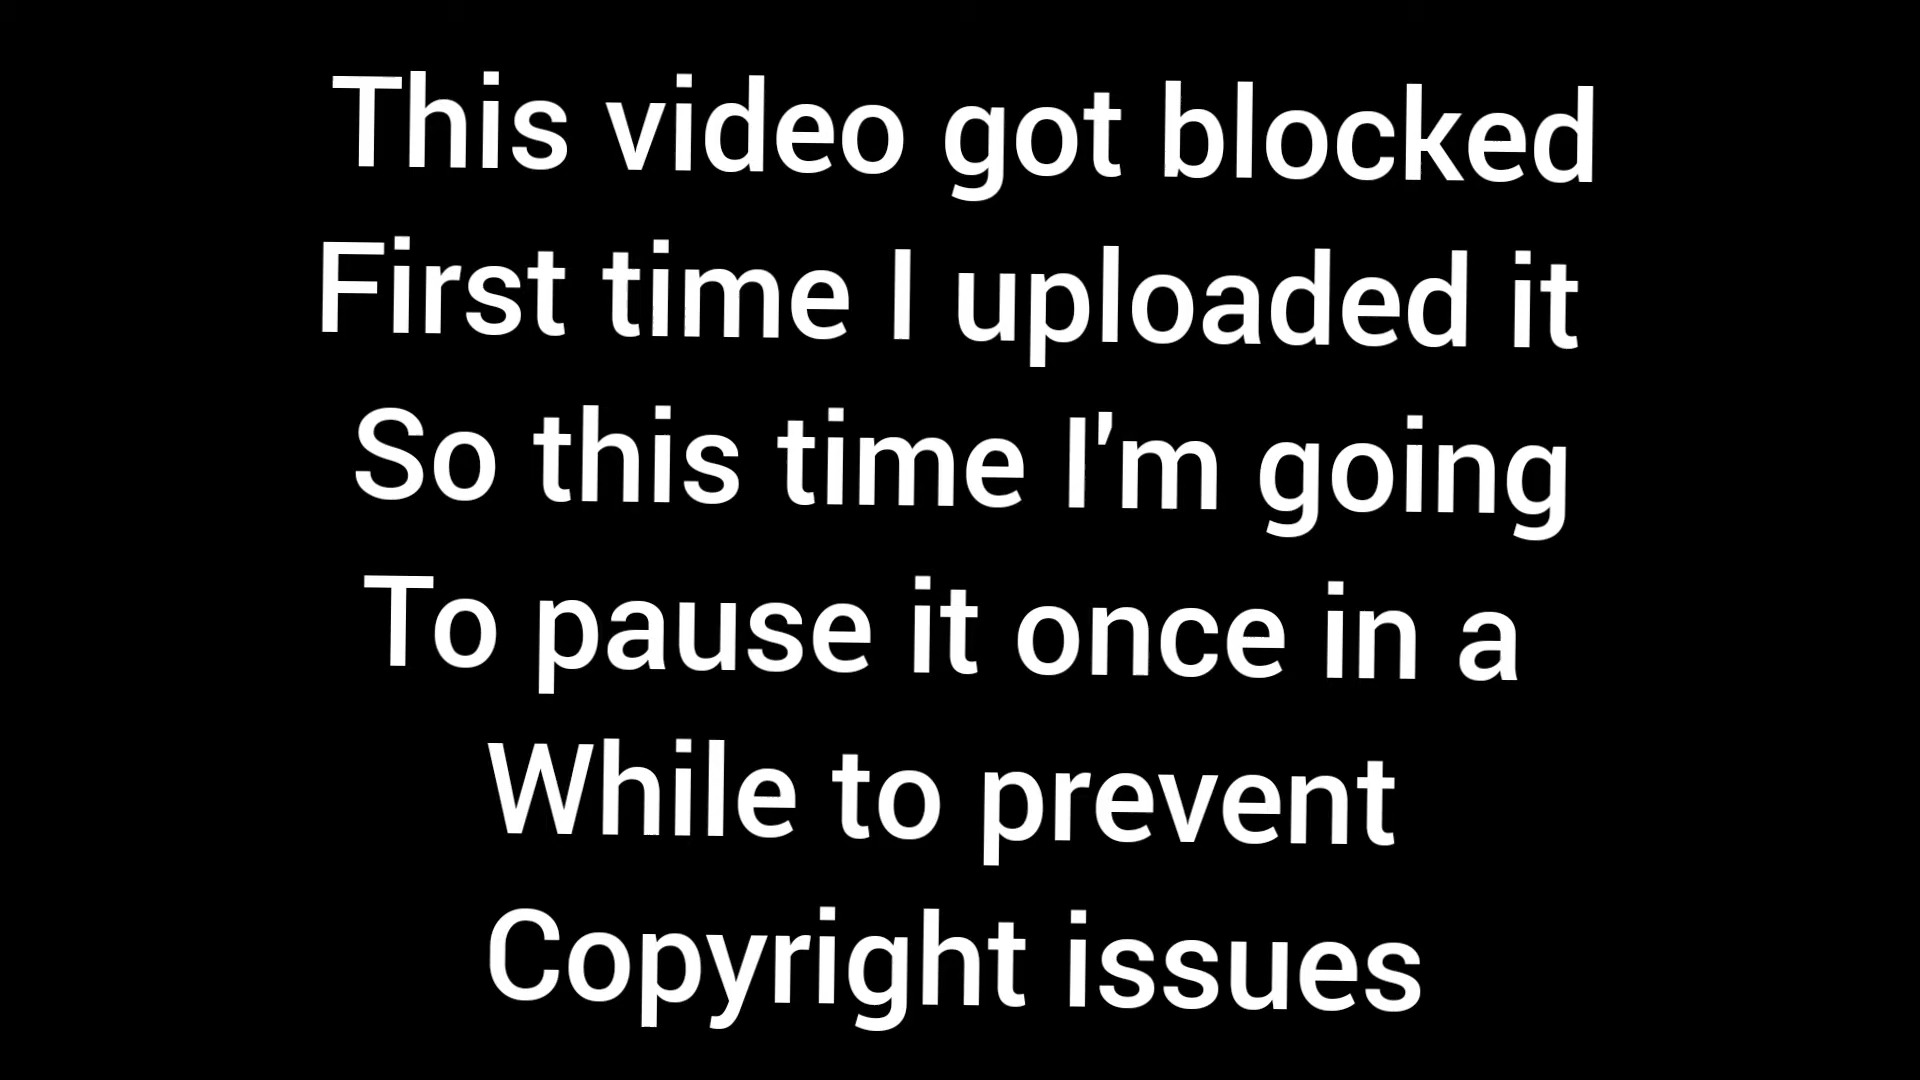 This video got blocked
First time I uploaded it
So this time I'm going
To pause it once in a
While to prevent
Copyright issues